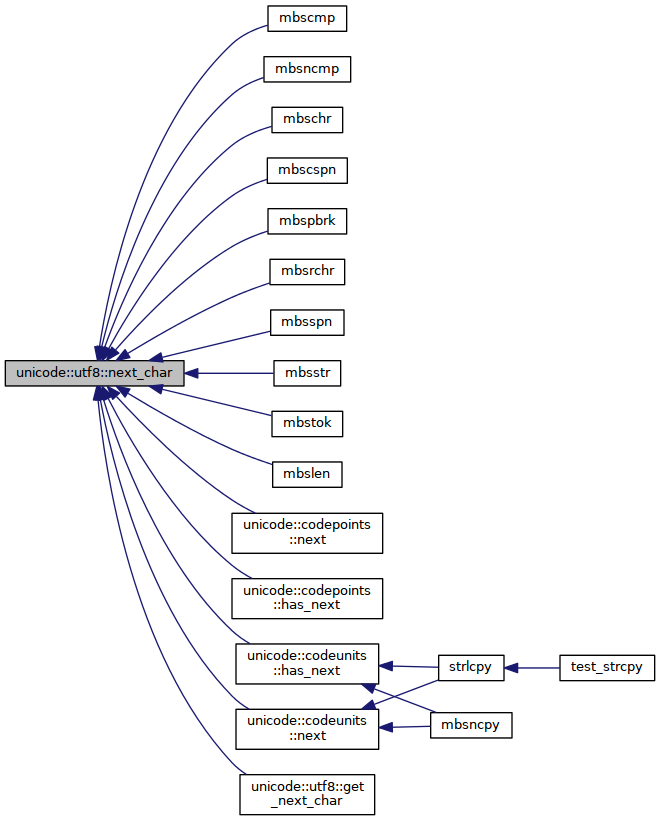 mbscmp
mbsncmp
mbschr
mbscspn
mbspbrk
mbsrchr
mbsspn
unicode::utf8::next_char
mbsstr
mbstok
mbslen
unicode::codepoints
::next
unicode::codepoints
::has_next
unicode::codeunits
::has_next
strlcpy
test_strcpy
unicode::codeunits
::next
mbsncpy
unicode::utf8::get
_next_char